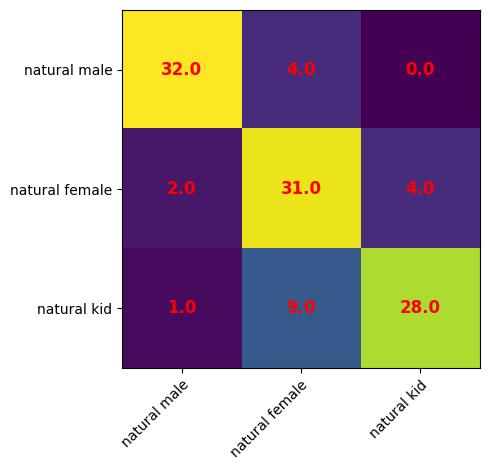 natural male 32.0 4.0 0.0
natural female 2.0 31.0 4.0
natural kid 1.0 9.0 28.0
natural male natural female natural kid